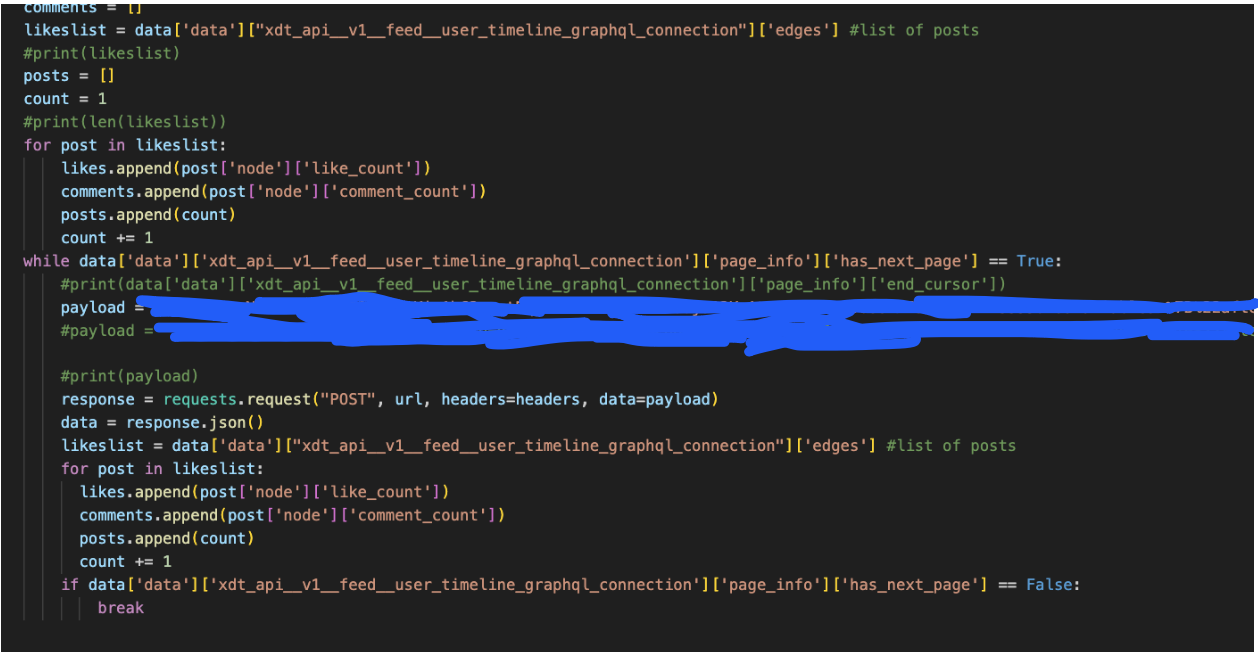 comments = []
likeslist = data['data']["xdt_api__v1__feed__user_timeline_graphql_connection"]['edges'] #list of posts
#print(likeslist)
posts = []
count = 1
#print(len(likeslist))
for post in likeslist:
    likes.append(post['node']['like_count'])
    comments.append(post['node']['comment_count'])
    posts.append(count)
    count += 1
while data['data']['xdt_api__v1__feed__user_timeline_graphql_connection']['page_info']['has_next_page'] == True:
    #print(data['data']['xdt_api__v1__feed__user_timeline_graphql_connection']['page_info']['end_cursor'])
    payload =
    #payload =
    #print(payload)
    response = requests.request("POST", url, headers=headers, data=payload)
    data = response.json()
    likeslist = data['data']["xdt_api__v1__feed__user_timeline_graphql_connection"]['edges'] #list of posts
    for post in likeslist:
      likes.append(post['node']['like_count'])
      comments.append(post['node']['comment_count'])
      posts.append(count)
      count += 1
    if data['data']['xdt_api__v1__feed__user_timeline_graphql_connection']['page_info']['has_next_page'] == False:
        break